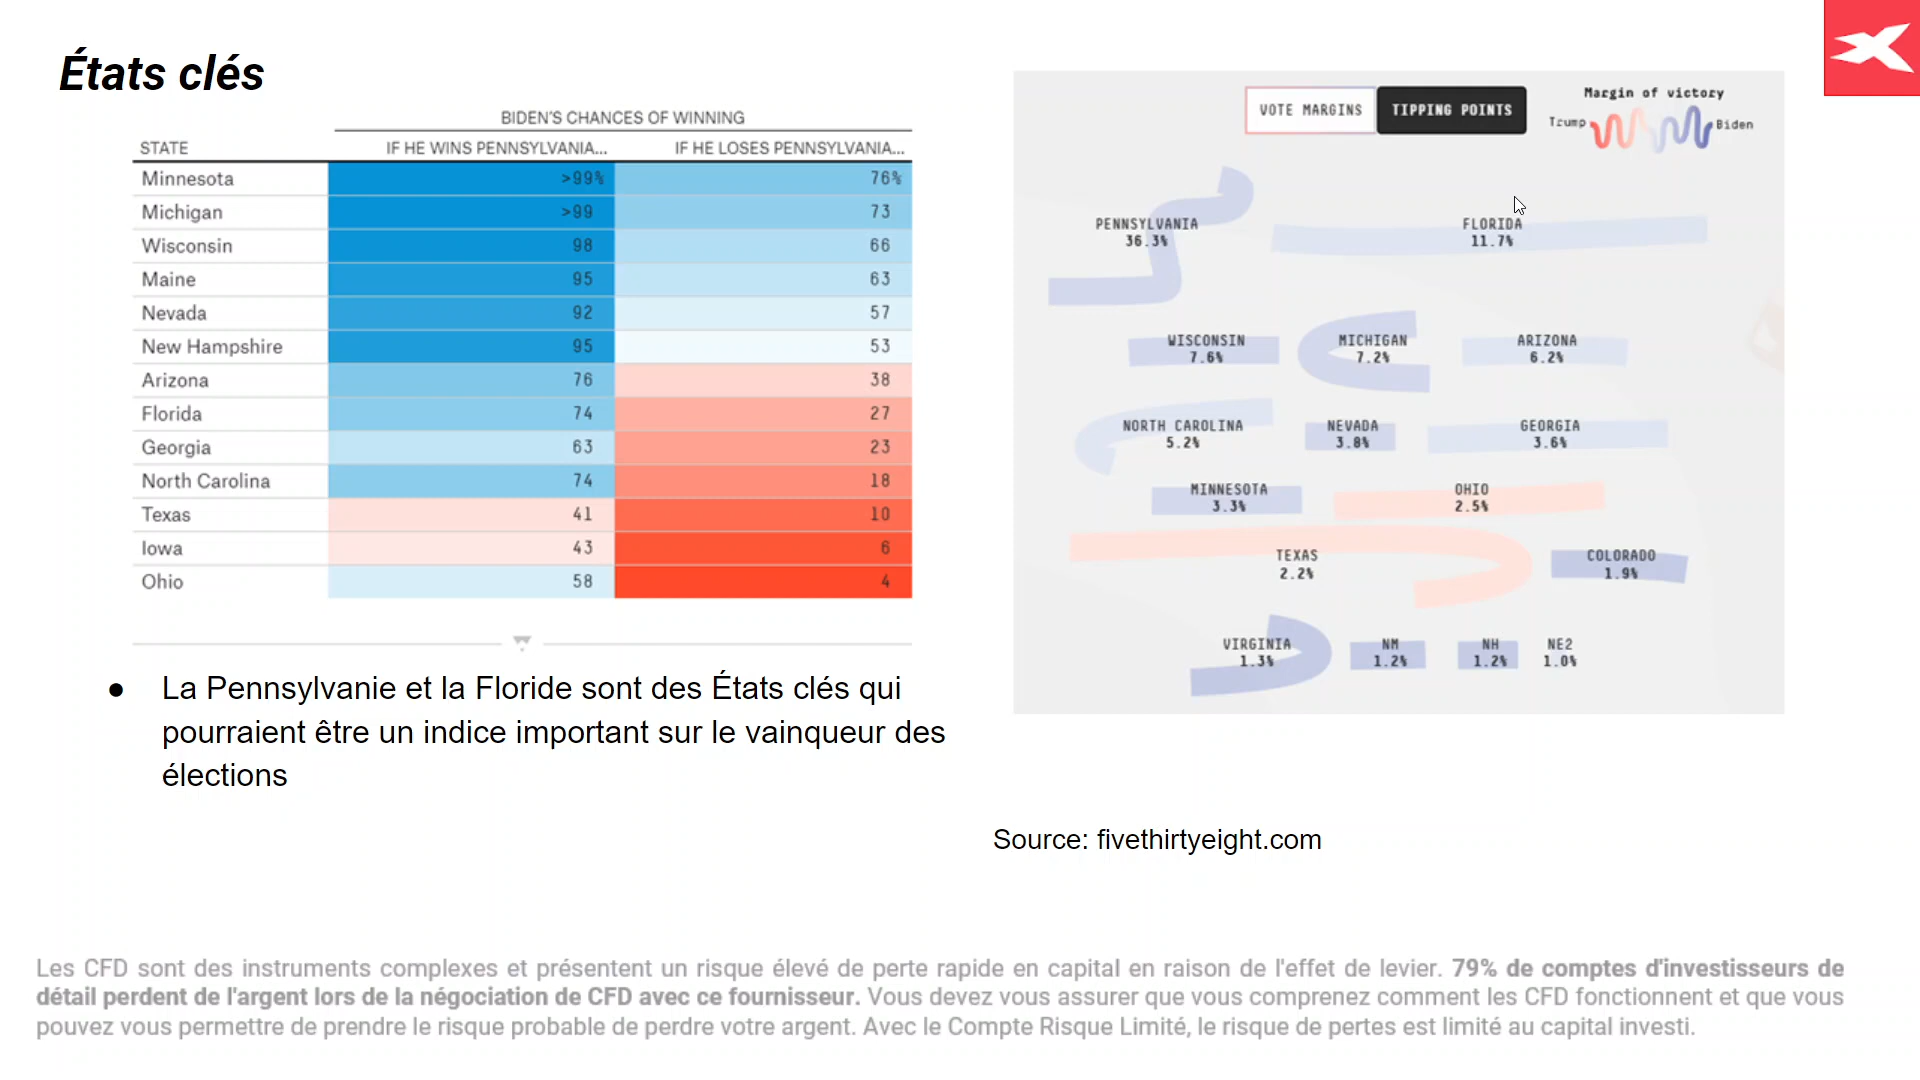 États clés
BIDEN'S CHANCES OF WINNING
STATE IF HE WINS PENNSYLVANIA... IF HE LOSES PENNSYLVANIA...
Minnesota >99% 76%
Michigan >99 73
Wisconsin 98 66
Maine 95 63
Nevada 92 57
New Hampshire 95 53
Arizona 76 38
Florida 74 27
Georgia 63 23
North Carolina 74 18
Texas 41 10
Iowa 43 6
Ohio 58 4
La Pennsylvanie et la Floride sont des États clés qui
pourraient être un indice important sur le vainqueur des
élections
VOTE MARGINS TIPPING POINTS
Margin of victory
Trump Biden
PENNSYLVANIA FLORIDA
36.3% 11.7%
WISCONSIN MICHIGAN ARIZONA
7.6% 7.2% 6.2%
NORTH CAROLINA NEVADA GEORGIA
5.2% 3.8% 3.6%
MINNESOTA OHIO
3.3% 2.5%
TEXAS COLORADO
2.2% 1.9%
VIRGINIA NM NH NE2
1.3% 1.2% 1.2% 1.0%
Source: fivethirtyeight.com
Les CFD sont des instruments complexes et présentent un risque élevé de perte rapide en capital en raison de l'effet de levier. 79% de comptes d'investisseurs de
détail perdent de l'argent lors de la négociation de CFD avec ce fournisseur. Vous devez vous assurer que vous comprenez comment les CFD fonctionnent et que vous
pouvez vous permettre de prendre le risque probable de perdre votre argent. Avec le Compte Risque Limité, le risque de pertes est limité au capital investi.